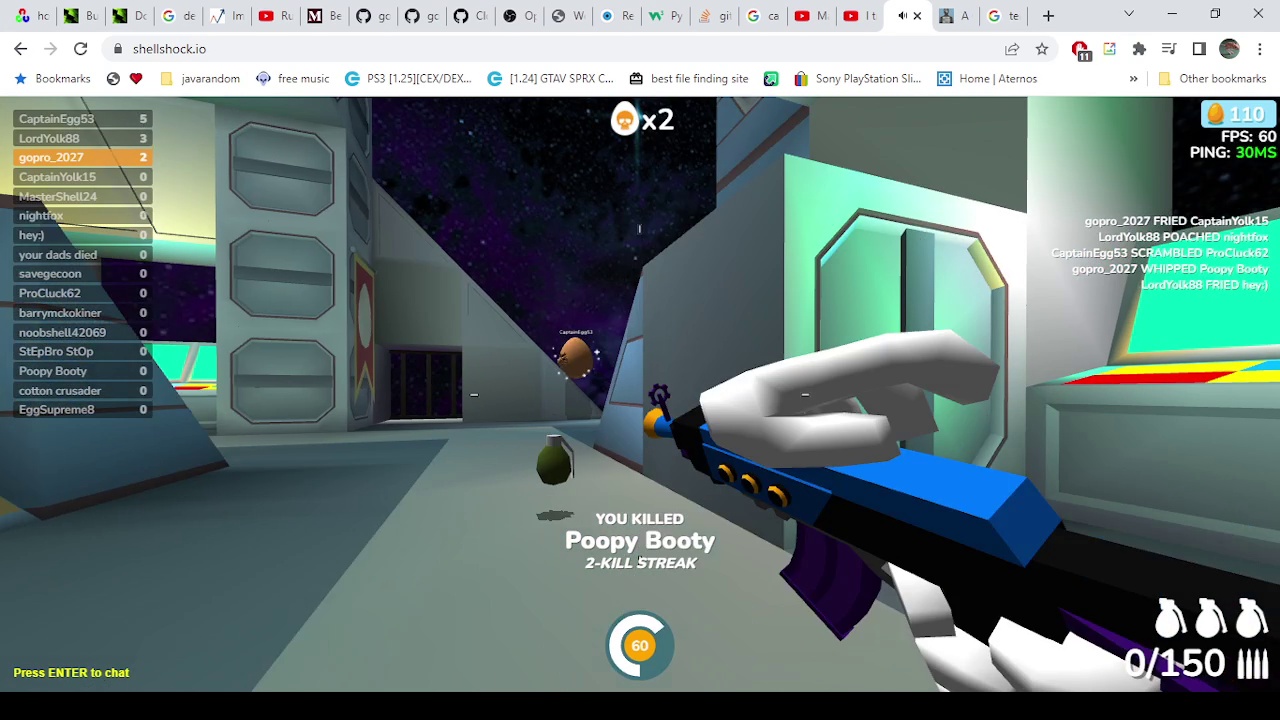 hc
Bu
Dc
de
Im
Ru
Be
gc
gc
Cl
Op
W
Re
Py
git
ca
M
I t
A
te
shellshock.io
11
Bookmarks
javarandom
free music
PS3 [1.25][CEX/DEX...
[1.24] GTAV SPRX C...
best file finding site
Sony PlayStation Sli...
Home | Aternos
Other bookmarks
CaptainEgg53 5
LordYolk88 3
gopro_2027 2
CaptainYolk15 0
MasterShell24 0
nightfox 0
hey:) 0
your dads died 0
savegecoon 0
ProCluck62 0
barrymckokiner 0
noobshell42069 0
StEpBro StOp 0
Poopy Booty 0
cotton crusader 0
EggSupreme8 0
x2
110
FPS: 60
PING: 30MS
gopro_2027 FRIED CaptainYolk15
LordYolk88 POACHED nightfox
CaptainEgg53 SCRAMBLED ProCluck62
gopro_2027 WHIPPED Poopy Booty
LordYolk88 FRIED hey:)
CaptainEgg53
YOU KILLED
Poopy Booty
2-KILL STREAK
60
Press ENTER to chat
0/150